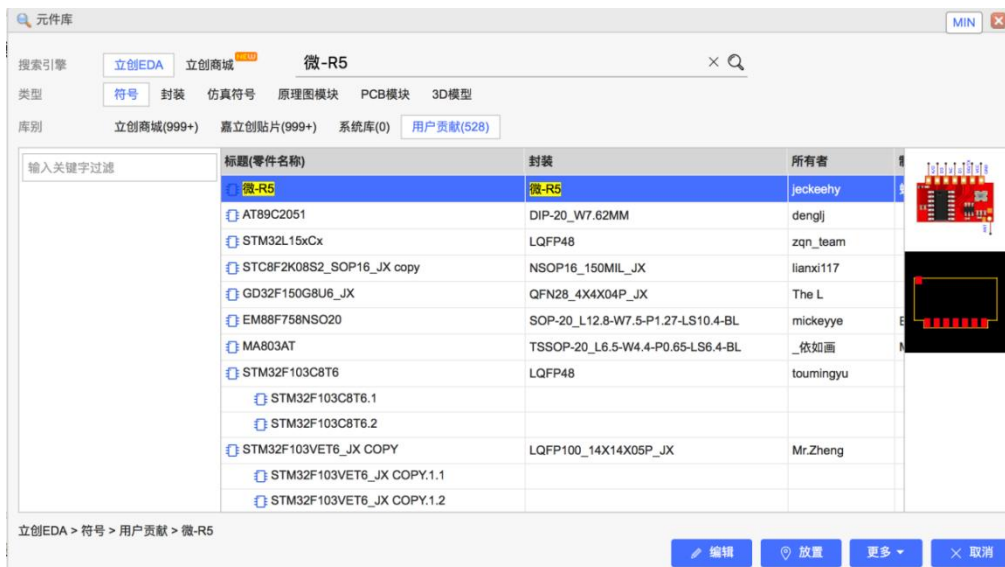 元件库 MIN
搜索引擎 立创EDA 立创商城 NEW 微-R5
类型 符号 封装 仿真符号 原理图模块 PCB模块 3D模型
库别 立创商城(999+) 嘉立创贴片(999+) 系统库(0) 用户贡献(528)
输入关键字过滤 标题(零件名称) 封装 所有者
微-R5 微-R5 jeckeehy
AT89C2051 DIP-20_W7.62MM denglj
STM32L15xCx LQFP48 zqn_team
STC8F2K08S2_SOP16_JX copy NSOP16_150MIL_JX lianxi117
GD32F150G8U6_JX QFN28_4X4X04P_JX The L
EM88F758NSO20 SOP-20_L12.8-W7.5-P1.27-LS10.4-BL mickeyye
MA803AT TSSOP-20_L6.5-W4.4-P0.65-LS6.4-BL _依如画
STM32F103C8T6 LQFP48 toumingyu
STM32F103C8T6.1
STM32F103C8T6.2
STM32F103VET6_JX COPY LQFP100_14X14X05P_JX Mr.Zheng
STM32F103VET6_JX COPY.1.1
STM32F103VET6_JX COPY.1.2
立创EDA > 符号 > 用户贡献 > 微-R5
编辑 放置 更多 取消